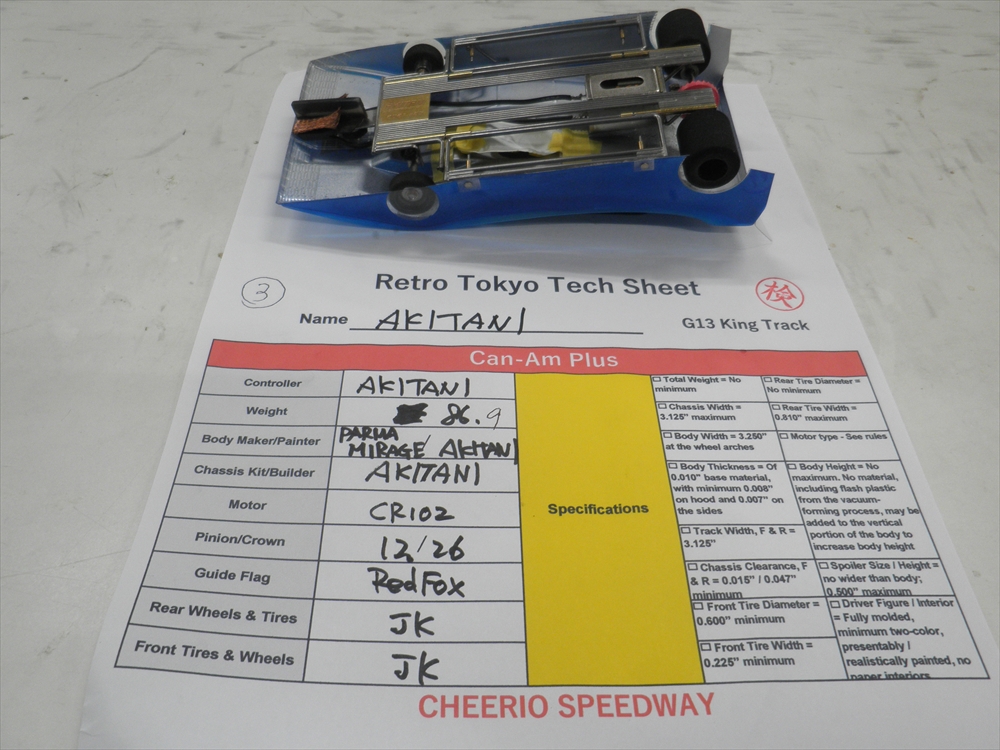 Retro Tokyo Tech Sheet
3
検
Name AKITANI
G13 King Track
Can-Am Plus
Controller
AKITANI
Weight
86.9
Body Maker/Painter
PARMA
MIRAGE/ AKITANI
Chassis Kit/Builder
AKITANI
Motor
CR102
Pinion/Crown
12/26
Guide Flag
RedFox
Rear Wheels & Tires
JK
Front Tires & Wheels
JK
Specifications
☐ Total Weight = No
minimum
☐ Rear Tire Diameter =
No minimum
☐ Chassis Width =
3.125" maximum
☐ Rear Tire Width =
0.810" maximum
☐ Body Width = 3.250"
at the wheel arches
☐ Motor type - See rules
☐ Body Thickness = Of
0.010" base material,
with minimum 0.008"
on hood and 0.007" on
the sides
☐ Body Height = No
maximum. No material,
including flash plastic
from the vacuum-
forming process, may be
added to the vertical
portion of the body to
increase body height
☐ Track Width, F & R =
3.125"
☐ Chassis Clearance, F
& R = 0.015" / 0.047"
minimum
☐ Spoiler Size / Height =
no wider than body;
0.500" maximum
☐ Front Tire Diameter =
0.600" minimum
☐ Driver Figure / Interior
= Fully molded,
minimum two-color,
presentably /
realistically painted, no
paper interiors
☐ Front Tire Width =
0.225" minimum
CHEERIO SPEEDWAY